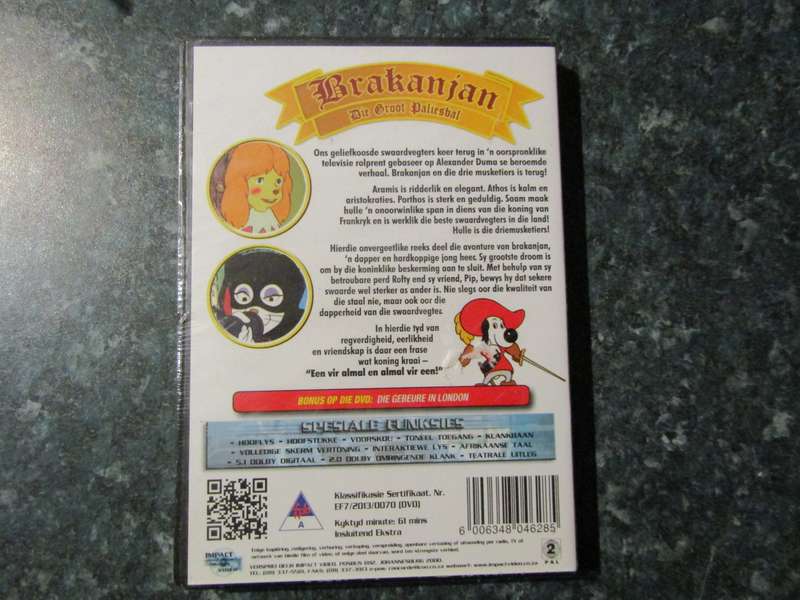 Brakanjan
Die Groot Paliesbal
Ons geliefkoosde swaardvegters keer terug in 'n oorspronklike
televisie rolprent gebaseer op Alexander Duma se beroemde
verhaal. Brakanjan en die drie musketiers is terug!
Aramis is ridderlik en elegant. Athos is kalm en
aristokraties. Porthos is sterk en geduldig. Saam maak
hulle 'n onoorwinlike span in diens van die koning van
Frankryk en is werklik die beste swaardvegters in die land!
Hulle is die driemusketiers!
Hierdie onvergeetlike reeks deel die avonture van brakanjan,
'n dapper en hardkoppige jong heer. Sy grootste droom is
om by die koninklike beskerming aan te sluit. Met behulp van sy
betroubare perd Rofty end sy vriend, Pip, bewys hy dat sekere
swaarde wel sterker as ander is. Nie slegs oor die kwaliteit van
die staal nie, maar ook oor die
dapperheid van die swaardvegter.
In hierdie tyd van
regverdigheid, eerlikheid
en vriendskap is daar een frase
wat koning kraai –
"Een vir almal en almal vir een!"
BONUS OP DIE DVD: DIE GEBEURE IN LONDON
SPESIALE FUNKSIES
- HOOFLYS - HOOFSTUKKE - VOORSKOU - TONEEL TOEGANG - KLANKBAAN
- VOLLEDIGE SKERM VERTONING - INTERAKTIEWE LYS - AFRIKAANSE TAAL
- 5.1 DOLBY DIGITAAL - 2.0 DOLBY OMRINGENDE KLANK - TEATRALE UITLEG
A
Klassifikasie Sertifikaat. Nr.
EF7/2013/0070 (DVD)
Kyktyd minute: 61 mins
Insluitend Ekstra
6 006348 046285
IMPACT
2
PAL